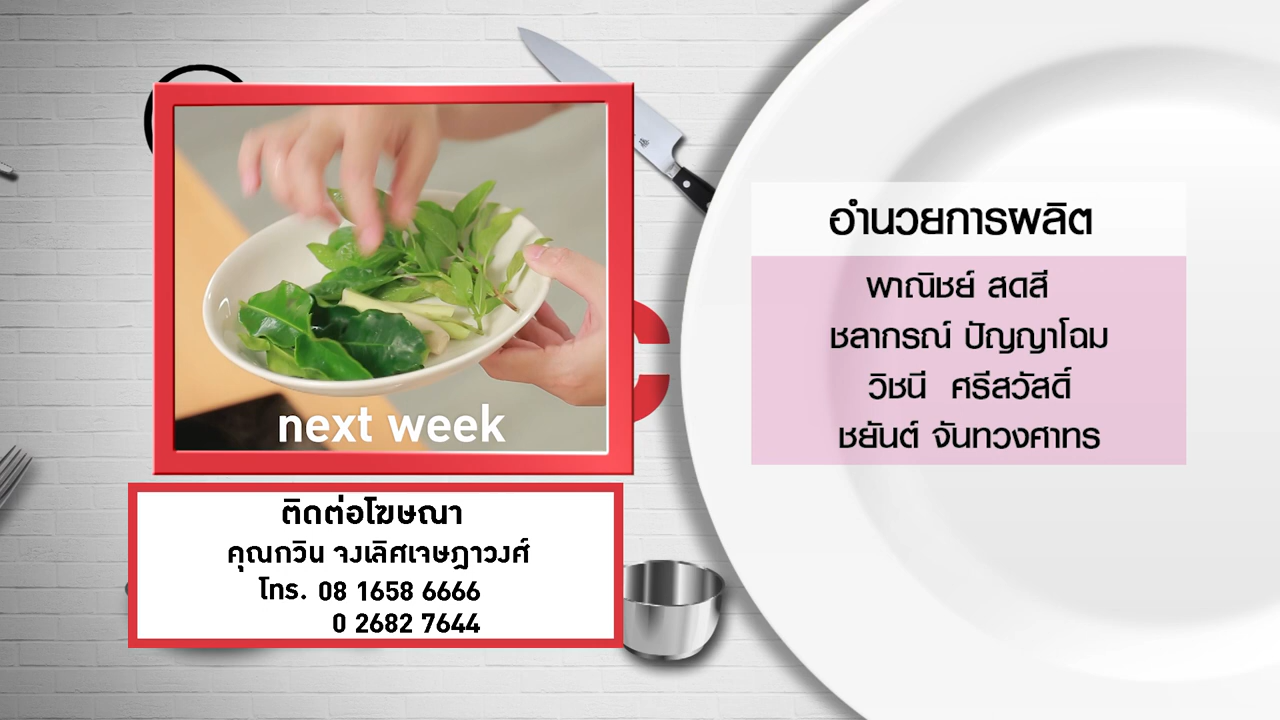 next week
ติดต่อโฆษณา
คุณกวิน จงเลิศเจษฎาวงศ์
โทร. 08 1658 6666
0 2682 7644
อำนวยการผลิต
พาณิชย์ สดสี
ชลากรณ์ ปัญญาโฉม
วิชนี ศรีสวัสดิ์
ชยันต์ จันทวงศาทร